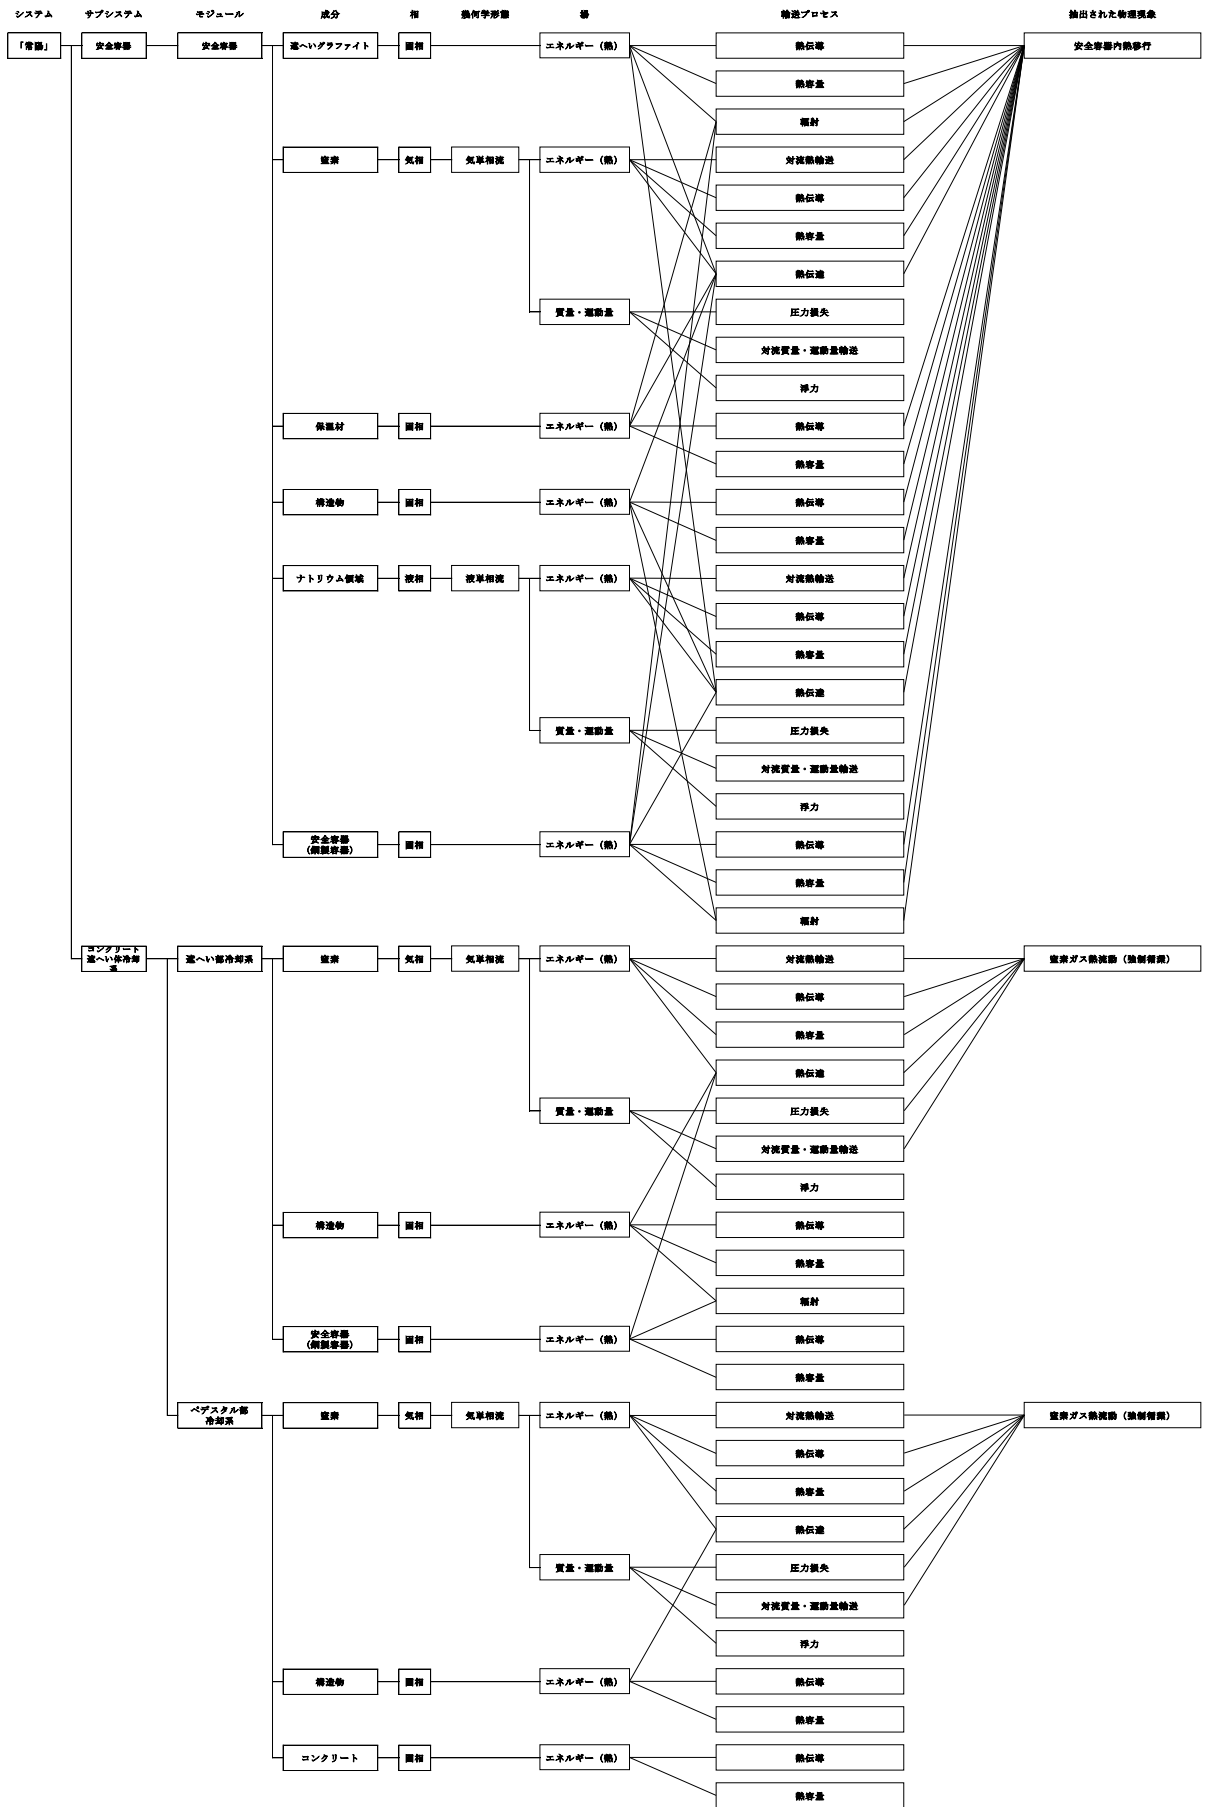 システム サブシステム モジュール 成分 相 幾何学形態 場 輸送プロセス 抽出された物理現象
「常陽」 安全容器 安全容器 遮へいグラファイト 固相 エネルギー（熱） 熱伝導 安全容器内熱移行
熱容量
輻射
窒素 気相 気単相流 エネルギー（熱） 対流熱輸送
熱伝導
熱容量
熱伝達
質量・運動量 圧力損失
対流質量・運動量輸送
浮力
保温材 固相 エネルギー（熱） 熱伝導
熱容量
構造物 固相 エネルギー（熱） 熱伝導
熱容量
ナトリウム領域 液相 液単相流 エネルギー（熱） 対流熱輸送
熱伝導
熱容量
熱伝達
質量・運動量 圧力損失
対流質量・運動量輸送
浮力
安全容器
（鋼製容器） 固相 エネルギー（熱） 熱伝導
熱容量
輻射
コンクリート
遮へい体冷却
系 遮へい部冷却系 窒素 気相 気単相流 エネルギー（熱） 対流熱輸送 窒素ガス熱流動（強制循環）
熱伝導
熱容量
熱伝達
質量・運動量 圧力損失
対流質量・運動量輸送
浮力
構造物 固相 エネルギー（熱） 熱伝導
熱容量
輻射
安全容器
（鋼製容器） 固相 エネルギー（熱） 熱伝導
熱容量
ペデスタル部
冷却系 窒素 気相 気単相流 エネルギー（熱） 対流熱輸送 窒素ガス熱流動（強制循環）
熱伝導
熱容量
熱伝達
質量・運動量 圧力損失
対流質量・運動量輸送
浮力
構造物 固相 エネルギー（熱） 熱伝導
熱容量
コンクリート 固相 エネルギー（熱） 熱伝導
熱容量